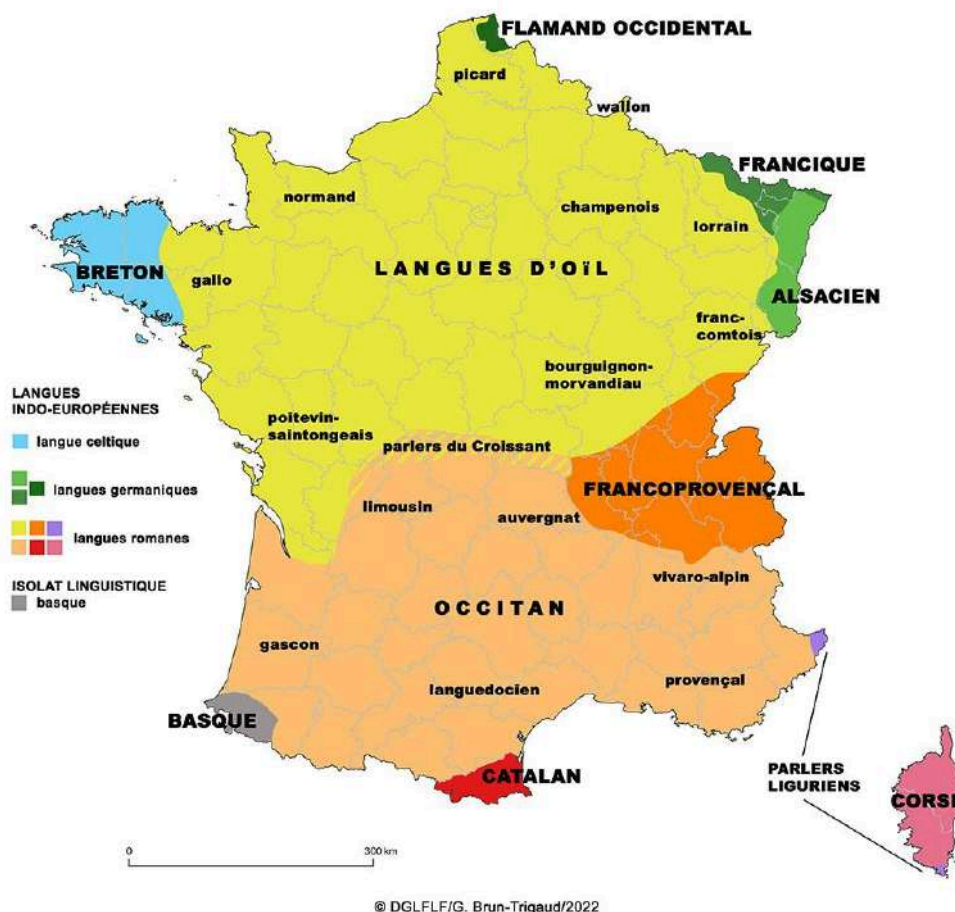 FLAMAND OCCIDENTAL
picard
wallon
FRANCIQUE
normand
champenois
lorrain
LANGUES D'OïL
BRETON
gallo
ALSACIEN
franc-
comtois
bourguignon-
morvandiau
LANGUES
INDO-EUROPÉENNES
langue celtique
langues germaniques
langues romanes
ISOLAT LINGUISTIQUE
basque
poitevin-
saintongeais
parlers du Croissant
limousin
FRANCOPROVENÇAL
auvergnat
vivaro-alpin
OCCITAN
gascon
languedocien
provençal
BASQUE
CATALAN
PARLERS
LIGURIENS
CORSE
0 300 km
© DGLFLF/G. Brun-Trigaud/2022